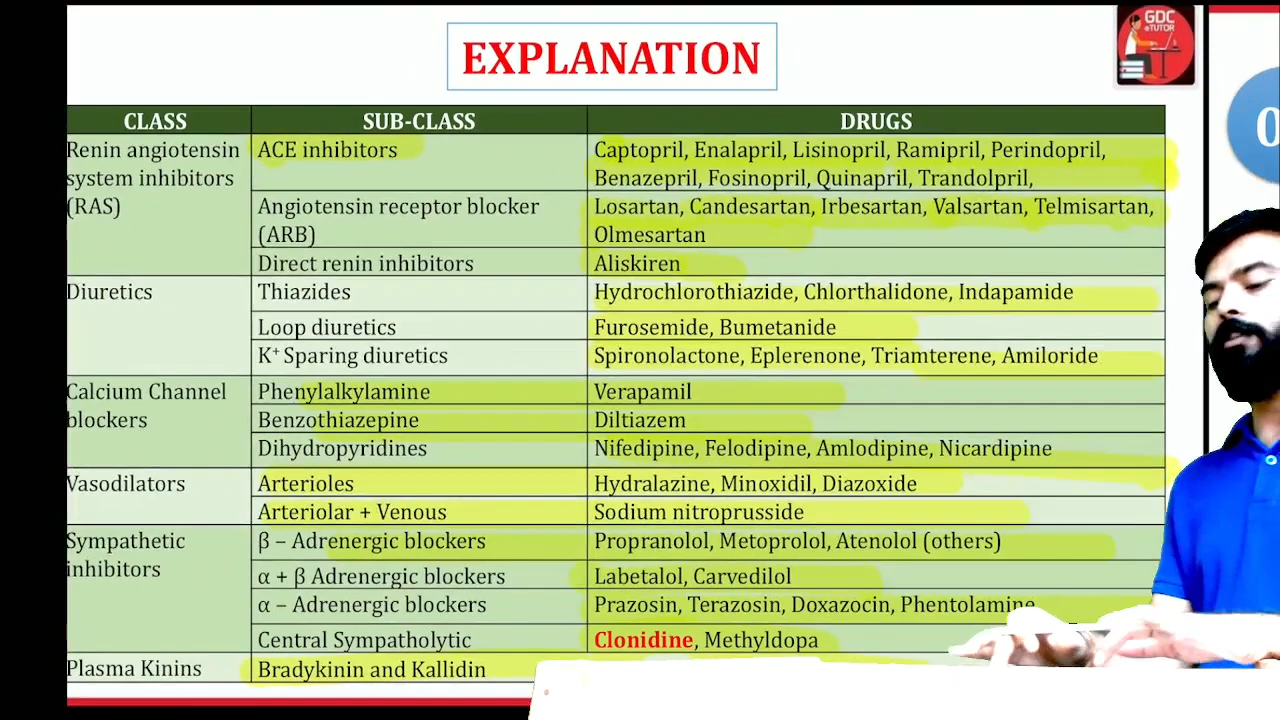 EXPLANATION
GDC
eTUTOR
0
CLASS SUB-CLASS DRUGS
Renin angiotensin ACE inhibitors Captopril, Enalapril, Lisinopril, Ramipril, Perindopril,
system inhibitors Benazepril, Fosinopril, Quinapril, Trandolpril,
(RAS) Angiotensin receptor blocker Losartan, Candesartan, Irbesartan, Valsartan, Telmisartan,
(ARB) Olmesartan
Direct renin inhibitors Aliskiren
Diuretics Thiazides Hydrochlorothiazide, Chlorthalidone, Indapamide
Loop diuretics Furosemide, Bumetanide
K⁺ Sparing diuretics Spironolactone, Eplerenone, Triamterene, Amiloride
Calcium Channel Phenylalkylamine Verapamil
blockers Benzothiazepine Diltiazem
Dihydropyridines Nifedipine, Felodipine, Amlodipine, Nicardipine
Vasodilators Arterioles Hydralazine, Minoxidil, Diazoxide
Arteriolar + Venous Sodium nitroprusside
Sympathetic β – Adrenergic blockers Propranolol, Metoprolol, Atenolol (others)
inhibitors α + β Adrenergic blockers Labetalol, Carvedilol
α – Adrenergic blockers Prazosin, Terazosin, Doxazocin, Phentolamine
Central Sympatholytic Clonidine, Methyldopa
Plasma Kinins Bradykinin and Kallidin